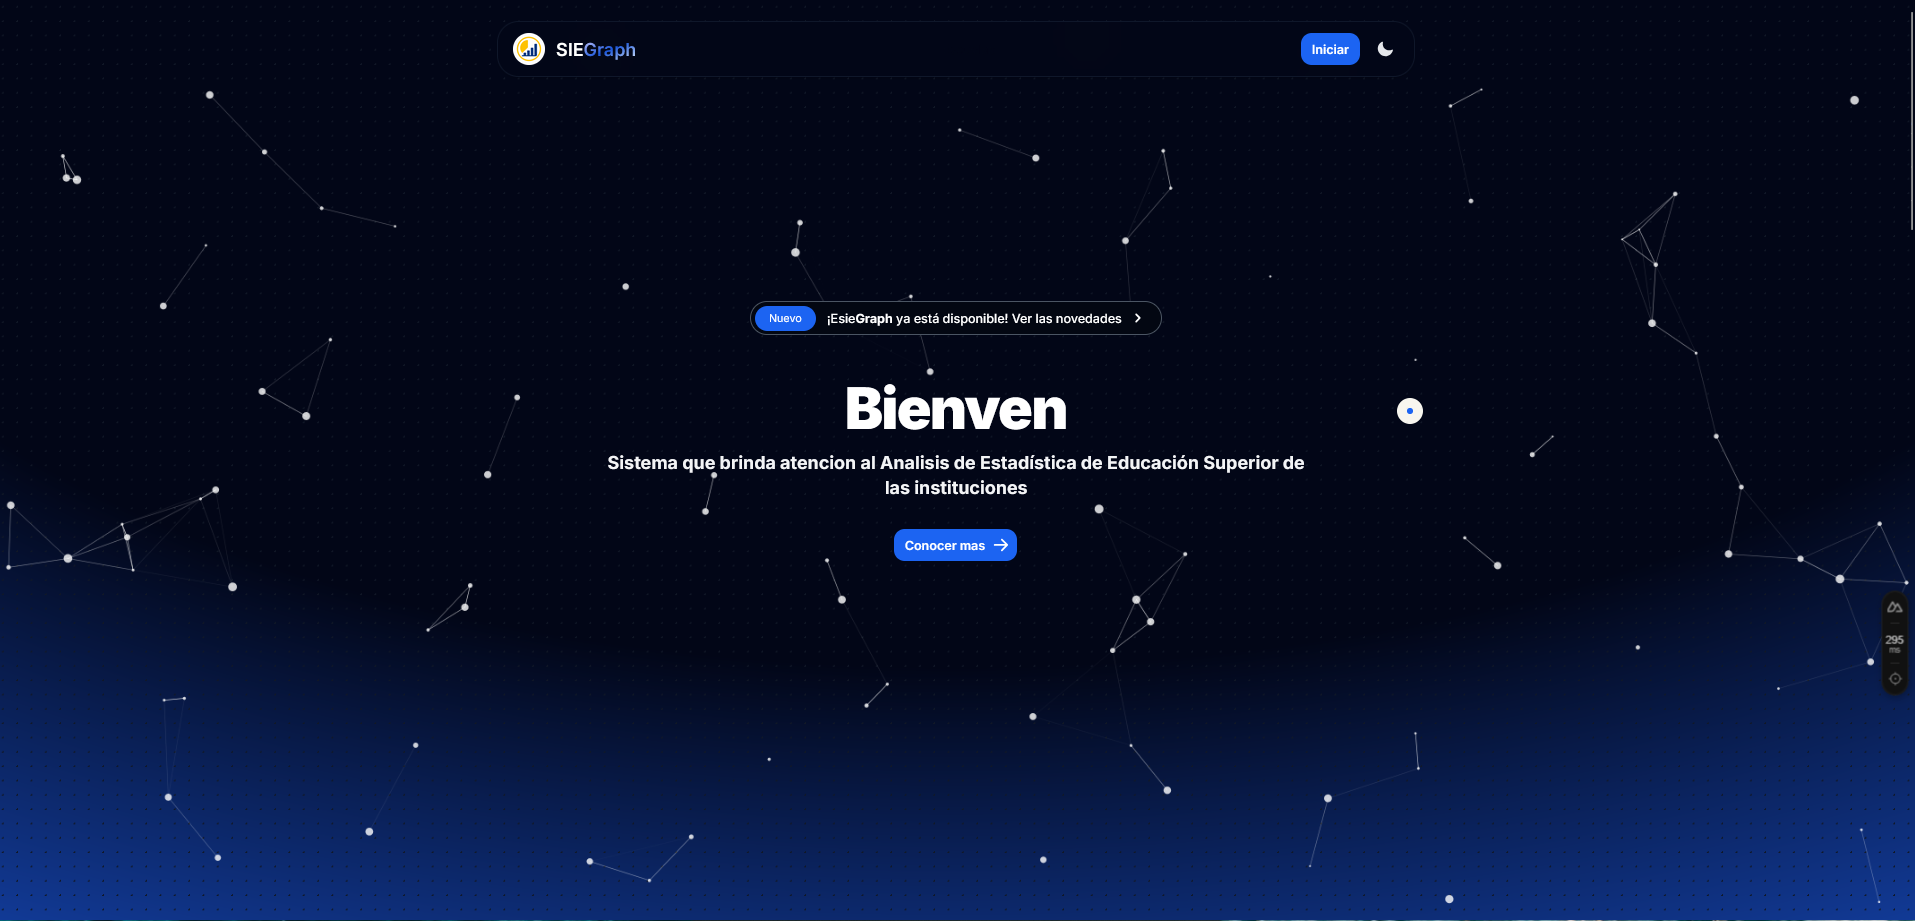 SIEGraph
Iniciar
Nuevo ¡EsieGraph ya está disponible! Ver las novedades
Bienven
Sistema que brinda atencion al Analisis de Estadística de Educación Superior de
las instituciones
Conocer mas
295
ms